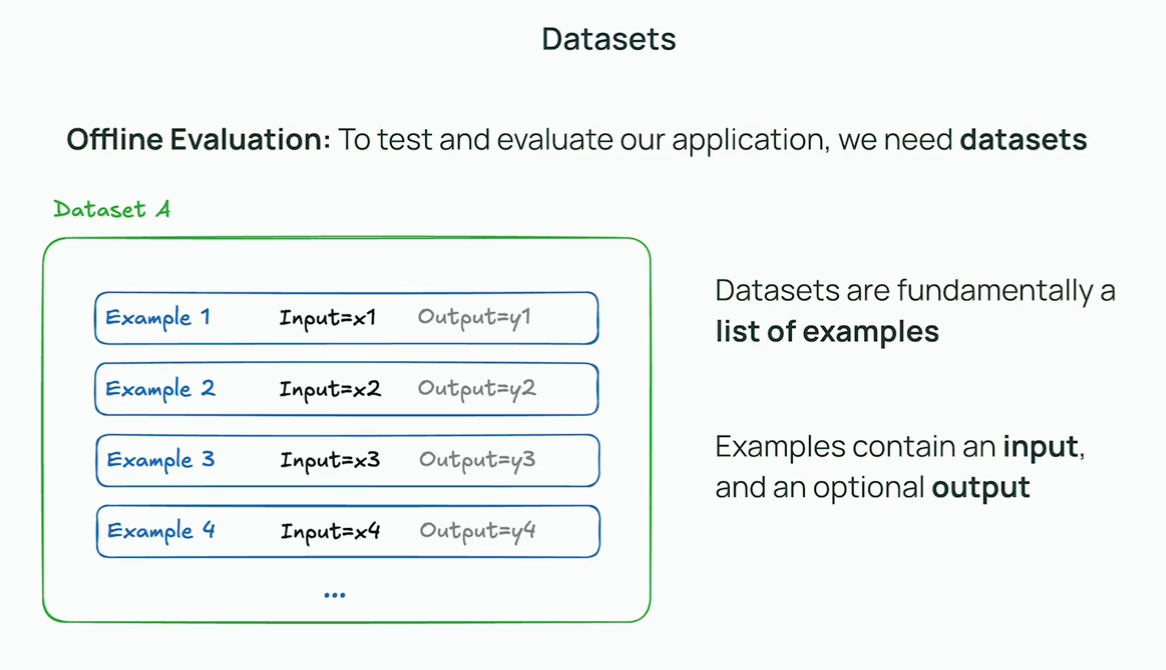 Datasets
Offline Evaluation: To test and evaluate our application, we need datasets
Dataset A
Example 1 Input=x1 Output=y1
Example 2 Input=x2 Output=y2
Example 3 Input=x3 Output=y3
Example 4 Input=x4 Output=y4
...
Datasets are fundamentally a
list of examples
Examples contain an input,
and an optional output